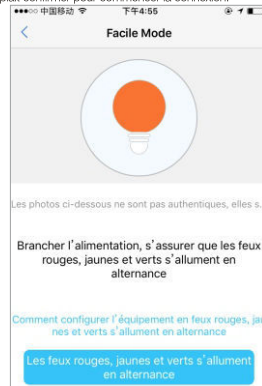 中国移动 下午4:55
Facile Mode
Les photos ci-dessous ne sont pas authentiques, elles s...
Brancher l'alimentation, s'assurer que les feux
rouges, jaunes et verts s'allument en
alternance
Comment configurer l'équipement en feux rouges, jau
nes et verts s'allument en alternance
Les feux rouges, jaunes et verts s'allument
en alternance